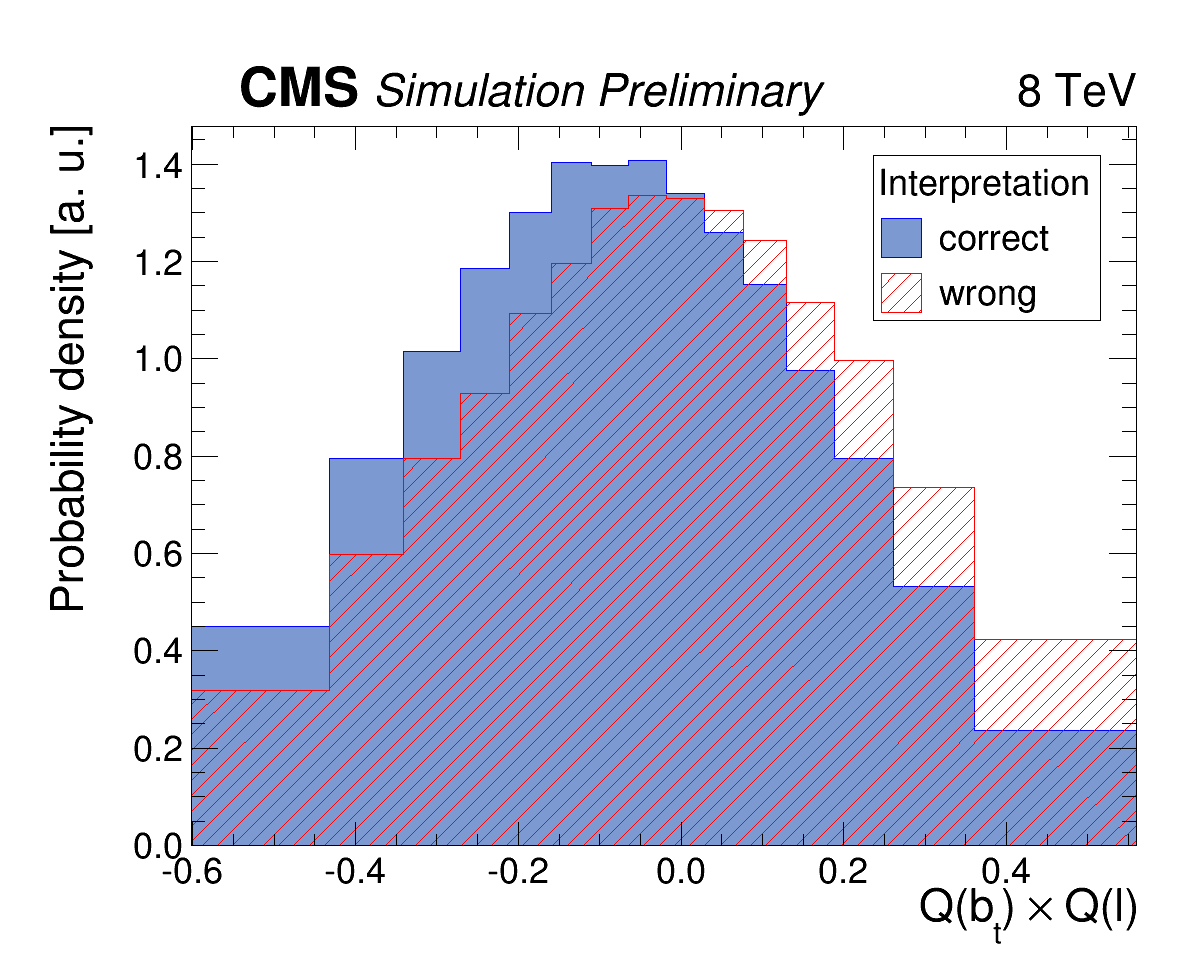 CMS Simulation Preliminary 8 TeV
Probability density [a. u.]
1.4
1.2
1.0
0.8
0.6
0.4
0.2
0.0
Interpretation
correct
wrong
-0.6 -0.4 -0.2 0.0 0.2 0.4
Q(b_t) × Q(l)